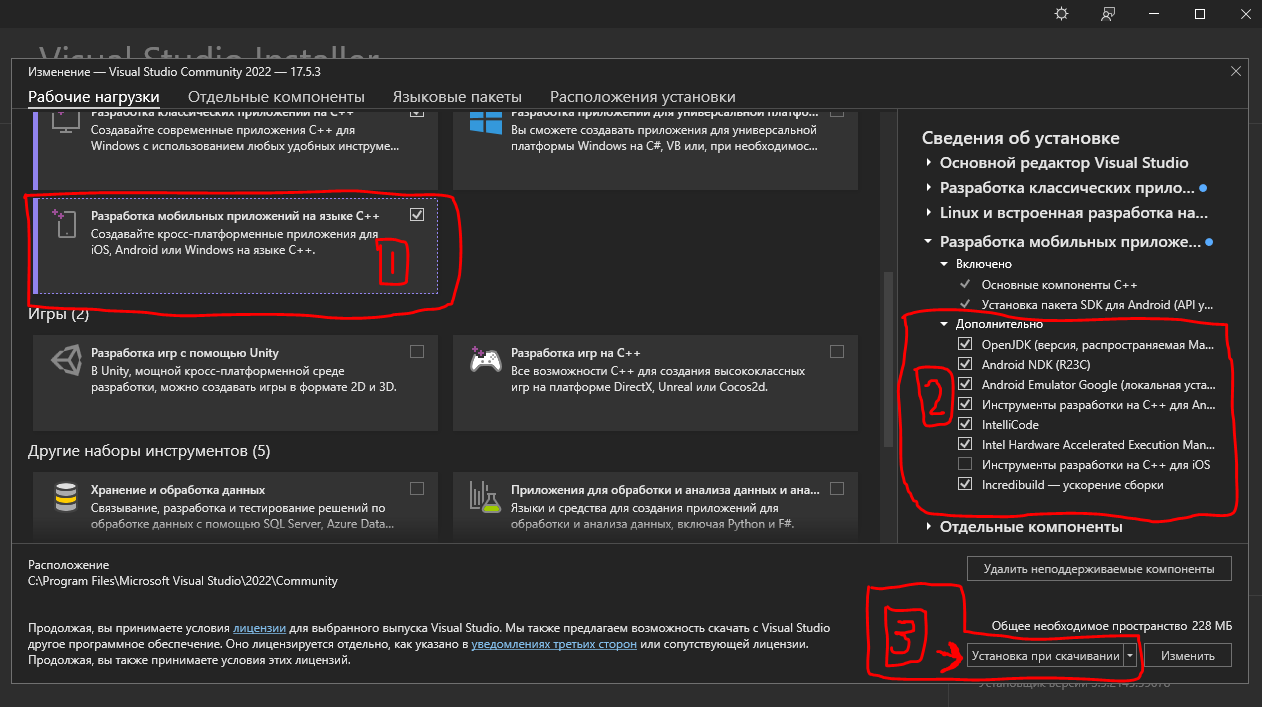 Visual Studio Installer
Изменение — Visual Studio Community 2022 — 17.5.3
Рабочие нагрузки Отдельные компоненты Языковые пакеты Расположения установки
Разработка классических приложений на C++
Создавайте современные приложения C++ для
Windows с использованием любых удобных инструме...
Разработка приложений для универсальной платфо...
Вы сможете создавать приложения для универсальной
платформы Windows на C#, VB или, при необходимос...
Разработка мобильных приложений на языке C++
Создавайте кросс-платформенные приложения для
iOS, Android или Windows на языке C++.
1
Игры (2)
Разработка игр с помощью Unity
В Unity, мощной кросс-платформенной среде
разработки, можно создавать игры в формате 2D и 3D.
Разработка игр на C++
Все возможности C++ для создания высококлассных
игр на платформе DirectX, Unreal или Cocos2d.
Другие наборы инструментов (5)
Хранение и обработка данных
Связывание, разработка и тестирование решений по
обработке данных с помощью SQL Server, Azure Data...
Приложения для обработки и анализа данных и ана...
Языки и средства для создания приложений для
обработки и анализа данных, включая Python и F#.
Сведения об установке
Основной редактор Visual Studio
Разработка классических прило...
Linux и встроенная разработка на...
Разработка мобильных приложе...
Включено
Основные компоненты C++
Установка пакета SDK для Android (API у...
Дополнительно
OpenJDK (версия, распространяемая Ма...
Android NDK (R23C)
Android Emulator Google (локальная уста...
2
Инструменты разработки на C++ для An...
IntelliCode
Intel Hardware Accelerated Execution Man...
Инструменты разработки на C++ для iOS
Incredibuild — ускорение сборки
Отдельные компоненты
Расположение
C:\Program Files\Microsoft Visual Studio\2022\Community
Удалить неподдерживаемые компоненты
Продолжая, вы принимаете условия лицензии для выбранного выпуска Visual Studio. Мы также предлагаем возможность скачать с Visual Studio
другое программное обеспечение. Оно лицензируется отдельно, как указано в уведомлениях третьих сторон или сопутствующей лицензии.
Продолжая, вы также принимаете условия этих лицензий.
3
Общее необходимое пространство 228 МБ
Установка при скачивании Изменить
Установщик версии